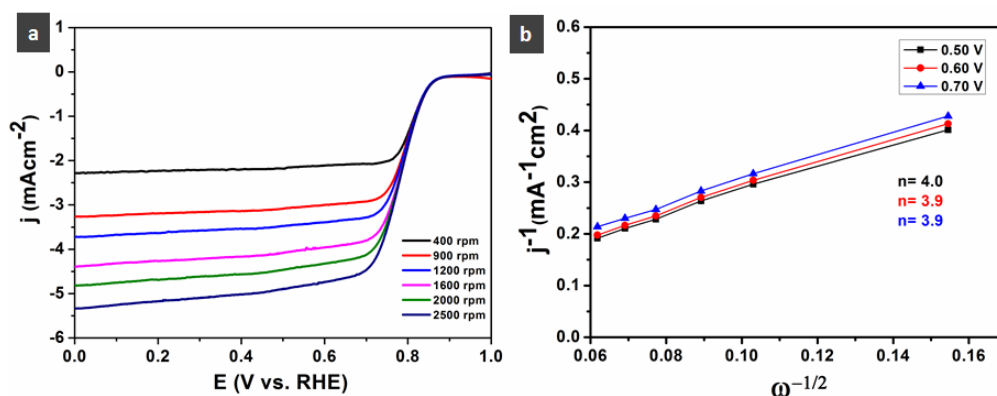 a
1
0
-1
-2
-3
-4
-5
-6
j (mAcm-2)
0.0 0.2 0.4 0.6 0.8 1.0
E (V vs. RHE)
400 rpm
900 rpm
1200 rpm
1600 rpm
2000 rpm
2500 rpm
b
0.6
0.5
0.4
0.3
0.2
0.1
0.0
j-1(mA-1cm2)
0.06 0.08 0.10 0.12 0.14 0.16
ω−1/2
0.50 V
0.60 V
0.70 V
n= 4.0
n= 3.9
n= 3.9